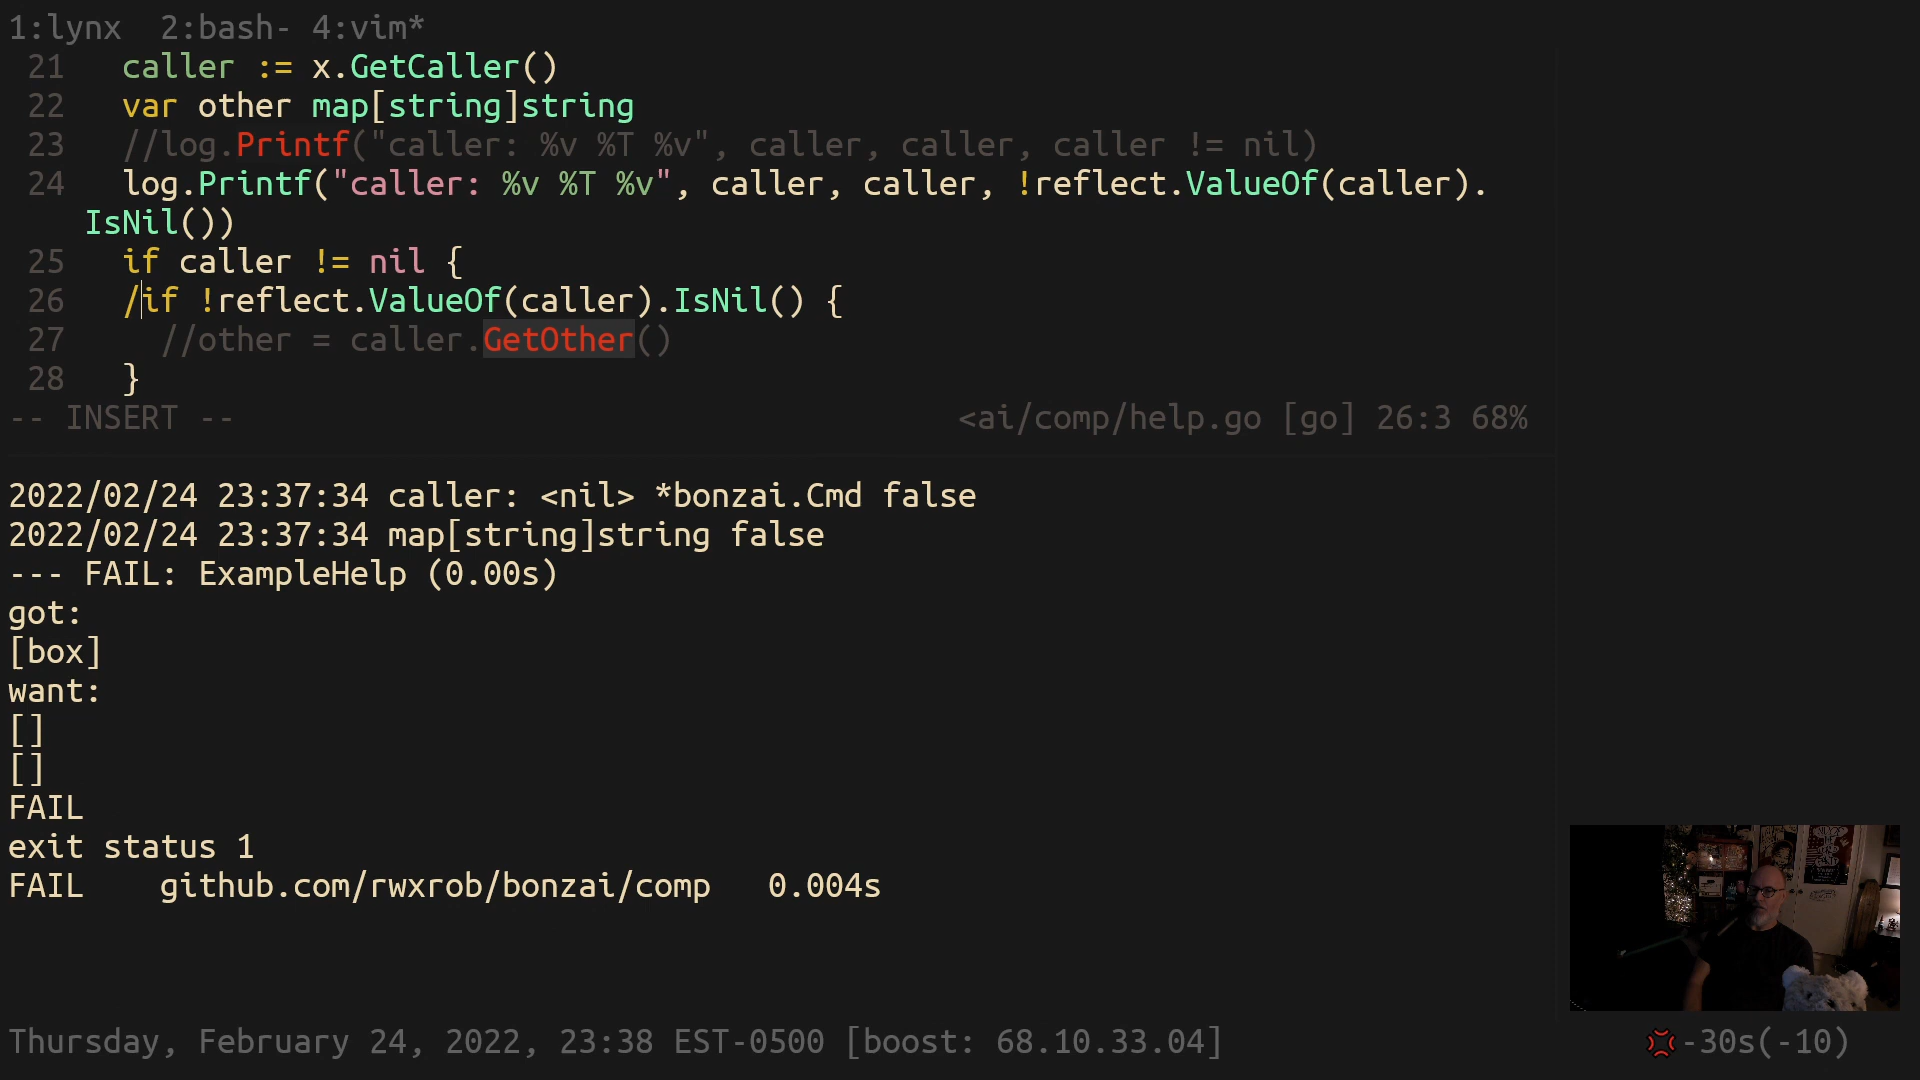 1:lynx  2:bash- 4:vim*
21   caller := x.GetCaller()
22   var other map[string]string
23   //log.Printf("caller: %v %T %v", caller, caller, caller != nil)
24   log.Printf("caller: %v %T %v", caller, caller, !reflect.ValueOf(caller).
IsNil())
25   if caller != nil {
26   /if !reflect.ValueOf(caller).IsNil() {
27     //other = caller.GetOther()
28   }
-- INSERT --                                      <ai/comp/help.go [go] 26:3 68%
2022/02/24 23:37:34 caller: <nil> *bonzai.Cmd false
2022/02/24 23:37:34 map[string]string false
--- FAIL: ExampleHelp (0.00s)
got:
[box]
want:
[]
[]
FAIL
exit status 1
FAIL    github.com/rwxrob/bonzai/comp   0.004s
Thursday, February 24, 2022, 23:38 EST-0500 [boost: 68.10.33.04]   -30s(-10)